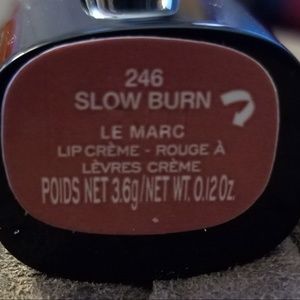 246
SLOW BURN
LE MARC
LIP CRÈME - ROUGE À
LÈVRES CRÈME
POIDS NET 3.6g/NET WT. 0.12 Oz.